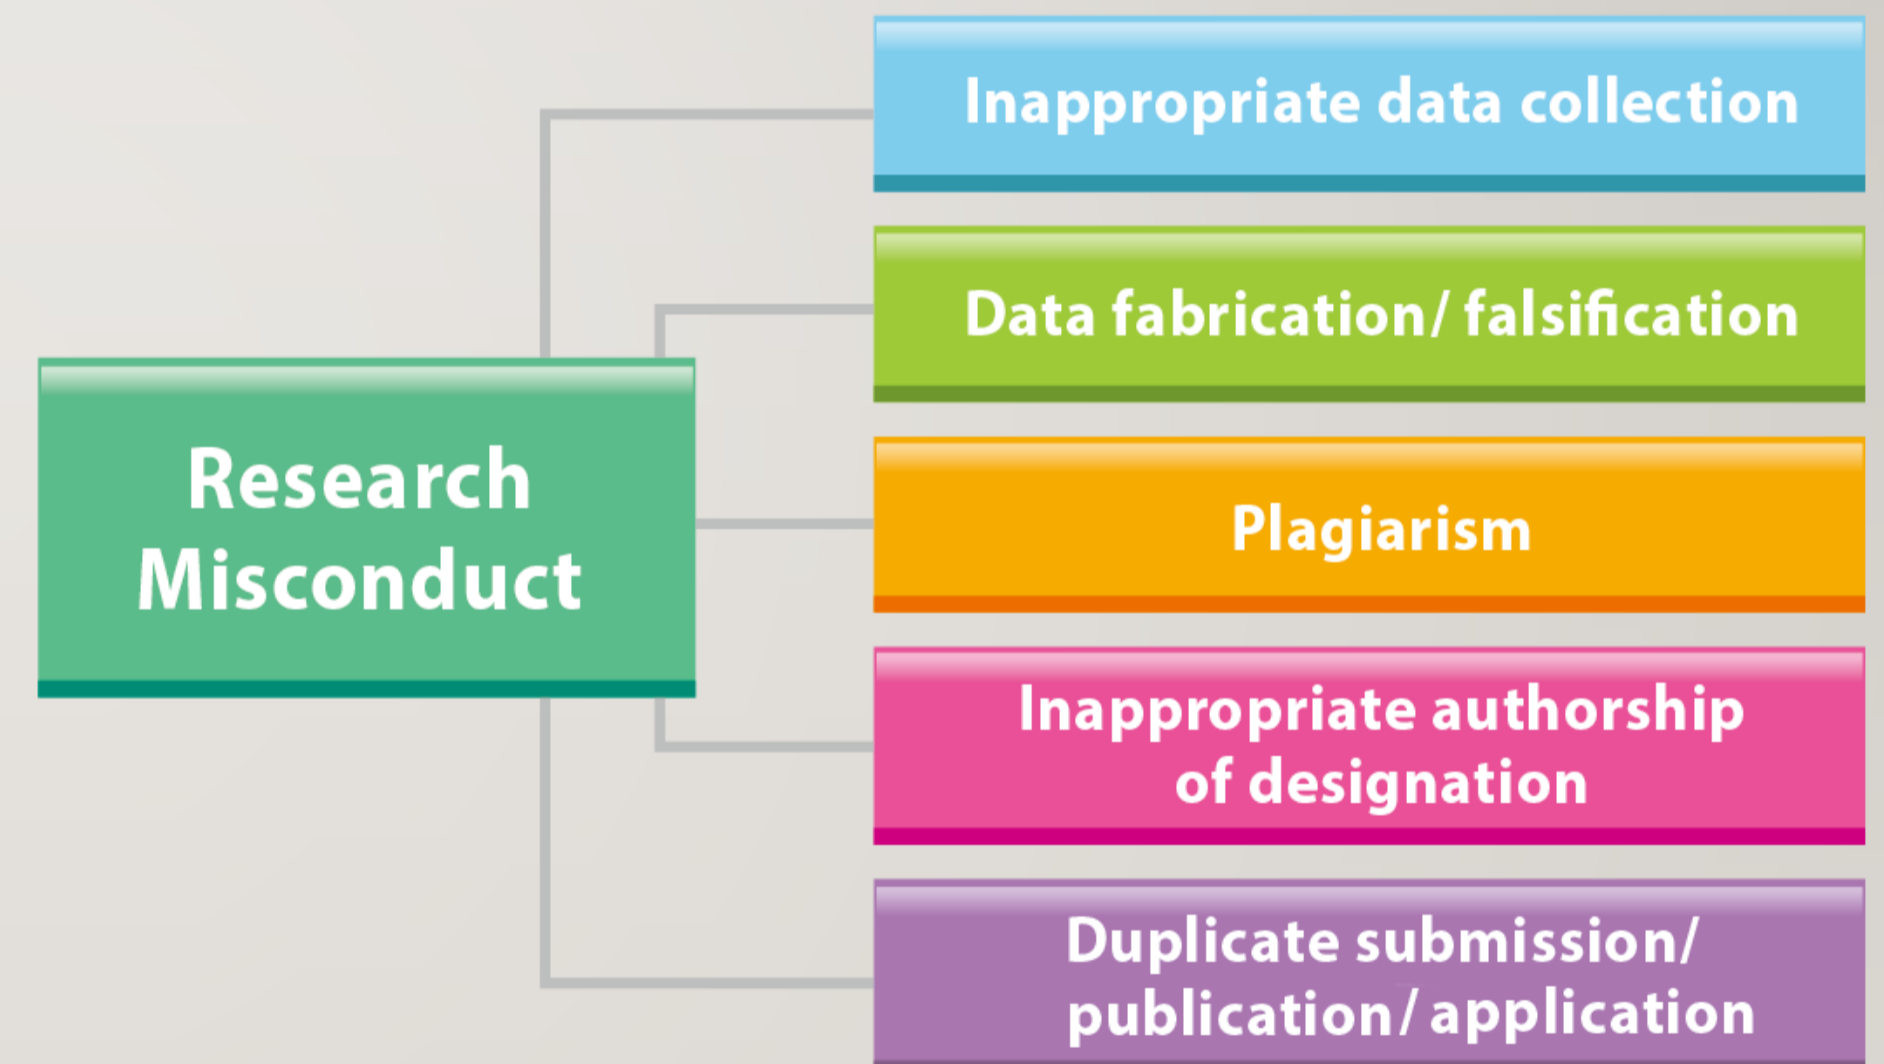 Research
Misconduct
Inappropriate data collection
Data fabrication/ falsification
Plagiarism
Inappropriate authorship
of designation
Duplicate submission/
publication/ application